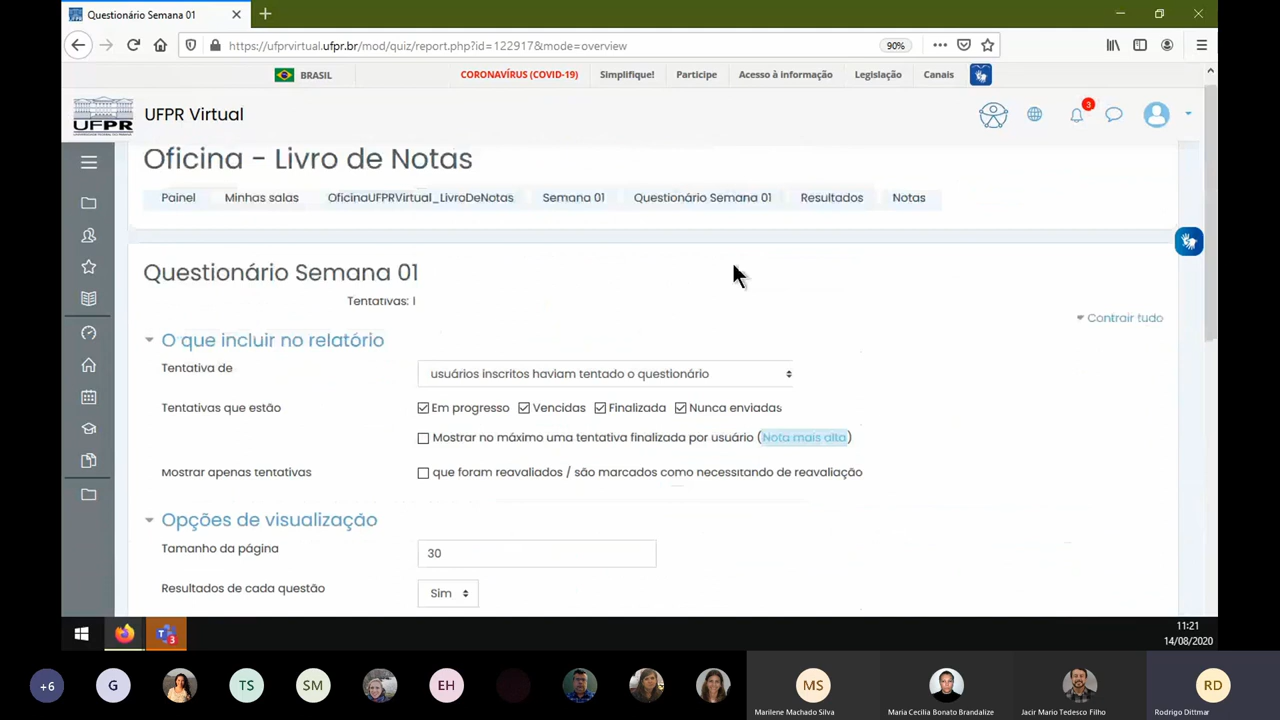 Questionário Semana 01
https://ufprvirtual.ufpr.br/mod/quiz/report.php?id=122917&mode=overview
90%
BRASIL
CORONAVÍRUS (COVID-19)
Simplifique!
Participe
Acesso à informação
Legislação
Canais
UFPR
UFPR Virtual
3
Oficina - Livro de Notas
Painel
Minhas salas
OficinaUFPRVirtual_LivroDeNotas
Semana 01
Questionário Semana 01
Resultados
Notas
Questionário Semana 01
Tentativas: 1
Contrair tudo
O que incluir no relatório
Tentativa de
usuários inscritos haviam tentado o questionário
Tentativas que estão
Em progresso
Vencidas
Finalizada
Nunca enviadas
Mostrar no máximo uma tentativa finalizada por usuário (Nota mais alta)
Mostrar apenas tentativas
que foram reavaliados / são marcados como necessitando de reavaliação
Opções de visualização
Tamanho da página
30
Resultados de cada questão
Sim
3
11:21
14/08/2020
+6
G
TS
SM
EH
MS
RD
Marilene Machado Silva
Maria Cecilia Bonato Brandalize
Jacir Mario Tedesco Filho
Rodrigo Dittmar